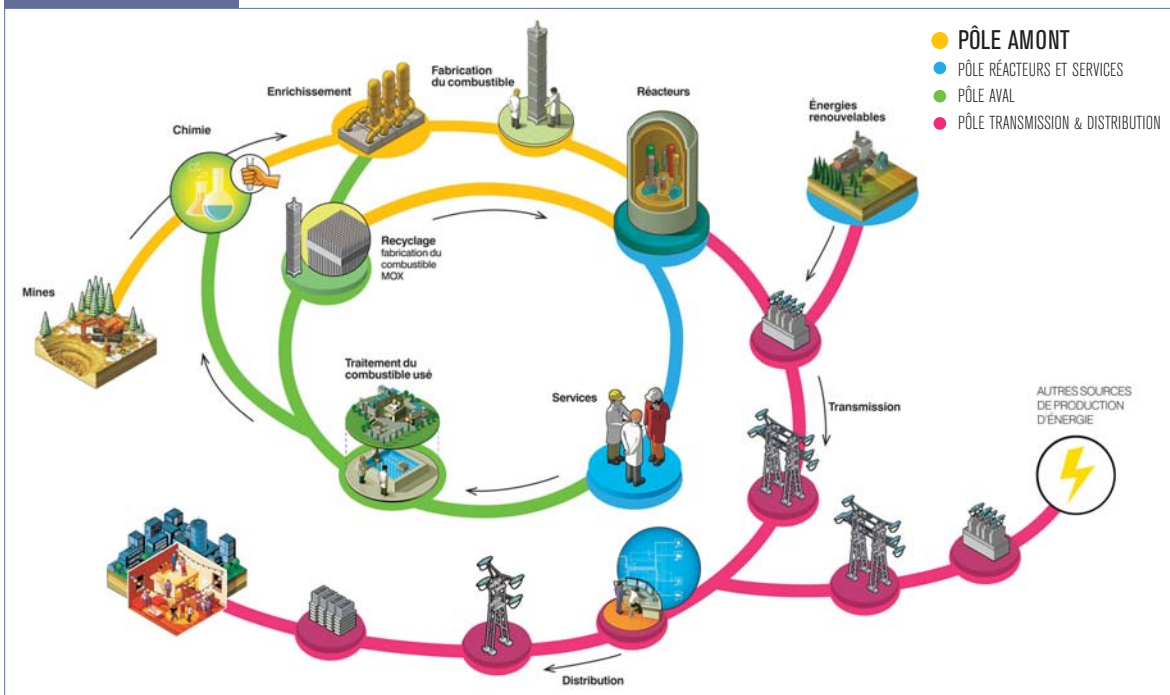 PÔLE AMONT
PÔLE RÉACTEURS ET SERVICES
PÔLE AVAL
PÔLE TRANSMISSION & DISTRIBUTION
Fabrication
du combustible
Enrichissement
Réacteurs
Énergies
renouvelables
Chimie
Recyclage
fabrication du
combustible
MOX
Mines
Traitement du
combustible usé
Services
Transmission
AUTRES SOURCES
DE PRODUCTION
D'ÉNERGIE
Distribution